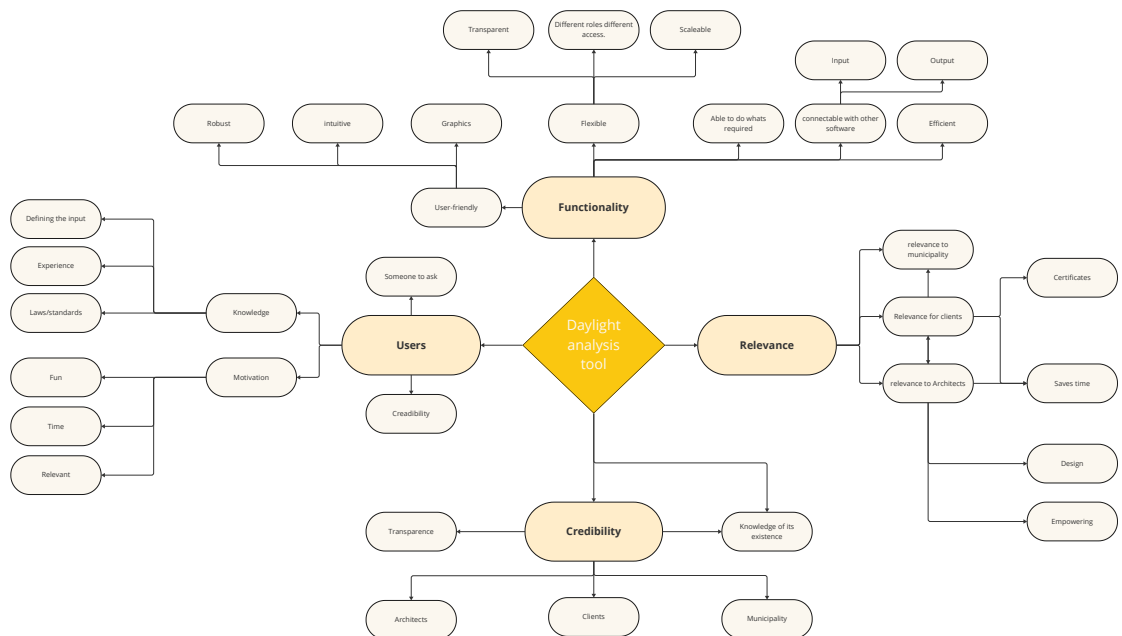 Transparent
Different roles different
access.
Scaleable
Input
Output
Robust
intuitive
Graphics
Flexible
Able to do whats
required
connectable with other
software
Efficient
User-friendly
Functionality
Defining the input
Experience
Laws/standards
Knowledge
Someone to ask
relevance to
municipality
Certificates
Relevance for clients
Users
Daylight
analysis
tool
Relevance
Fun
Motivation
relevance to Architects
Saves time
Time
Creadibility
Relevant
Design
Transparence
Credibility
Knowledge of its
existence
Empowering
Architects
Clients
Municipality